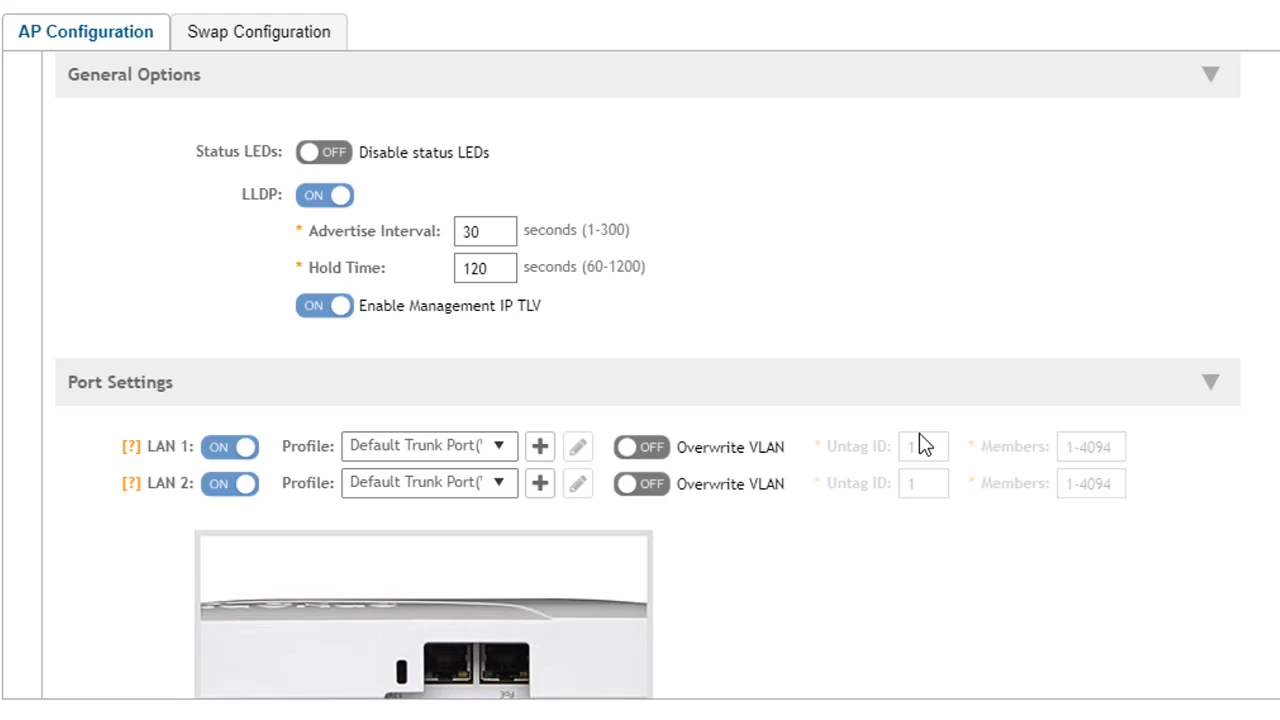 AP Configuration Swap Configuration
General Options
Status LEDs: OFF Disable status LEDs
LLDP: ON
* Advertise Interval: 30 seconds (1-300)
* Hold Time: 120 seconds (60-1200)
ON Enable Management IP TLV
Port Settings
[?] LAN 1: ON Profile: Default Trunk Port(' OFF Overwrite VLAN * Untag ID: 1 * Members: 1-4094
[?] LAN 2: ON Profile: Default Trunk Port(' OFF Overwrite VLAN * Untag ID: 1 * Members: 1-4094